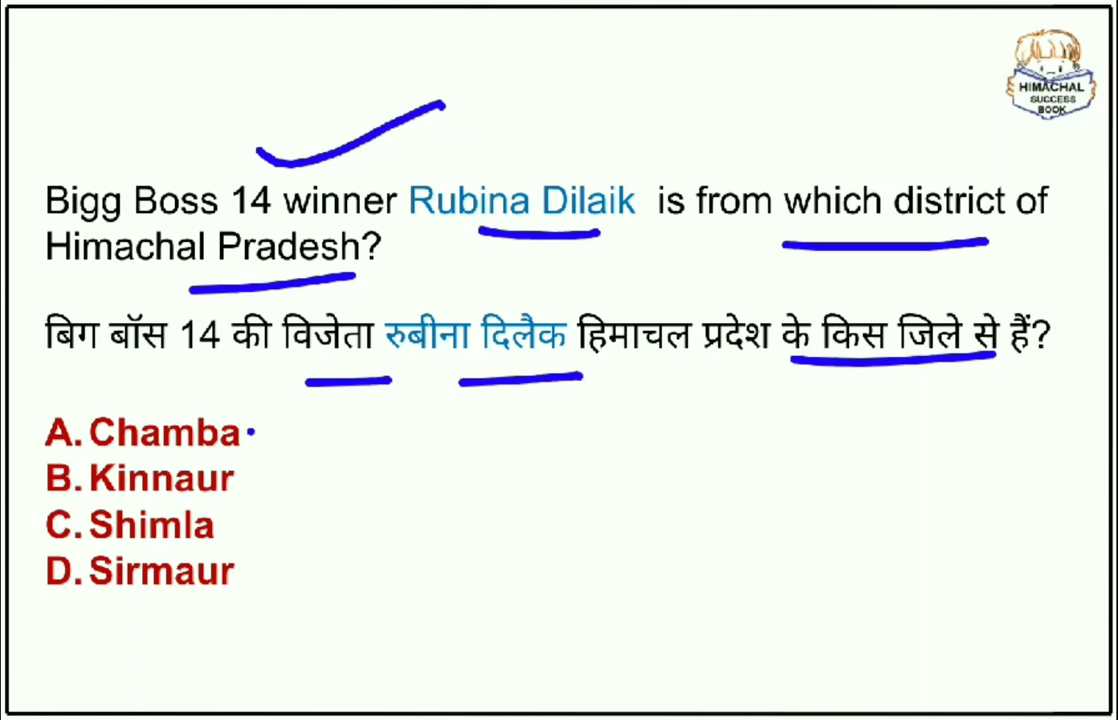 HIMACHAL
SUCCESS
BOOK
Bigg Boss 14 winner Rubina Dilaik is from which district of
Himachal Pradesh?
बिग बॉस 14 की विजेता रुबीना दिलैक हिमाचल प्रदेश के किस जिले से हैं?
A. Chamba
B. Kinnaur
C. Shimla
D. Sirmaur